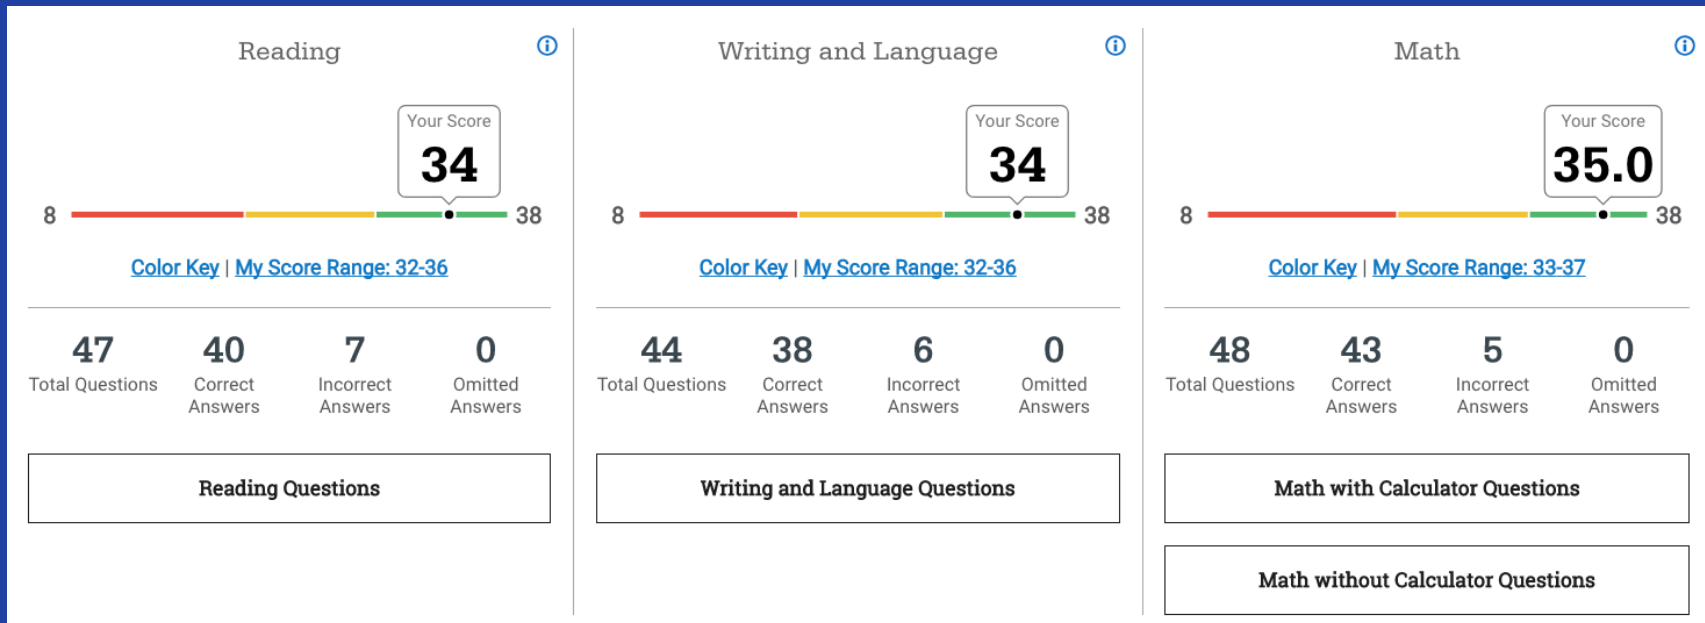 Reading
Your Score
34
8
38
Color Key | My Score Range: 32-36
47 40 7 0
Total Questions Correct Incorrect Omitted
Answers Answers Answers
Reading Questions
Writing and Language
Your Score
34
8
38
Color Key | My Score Range: 32-36
44 38 6 0
Total Questions Correct Incorrect Omitted
Answers Answers Answers
Writing and Language Questions
Math
Your Score
35.0
8
38
Color Key | My Score Range: 33-37
48 43 5 0
Total Questions Correct Incorrect Omitted
Answers Answers Answers
Math with Calculator Questions
Math without Calculator Questions